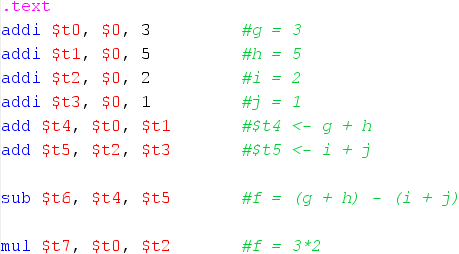 .text
addi $t0, $0, 3 #g = 3
addi $t1, $0, 5 #h = 5
addi $t2, $0, 2 #i = 2
addi $t3, $0, 1 #j = 1
add $t4, $t0, $t1 #$t4 <- g + h
add $t5, $t2, $t3 #$t5 <- i + j
sub $t6, $t4, $t5 #f = (g + h) - (i + j)
mul $t7, $t0, $t2 #f = 3*2